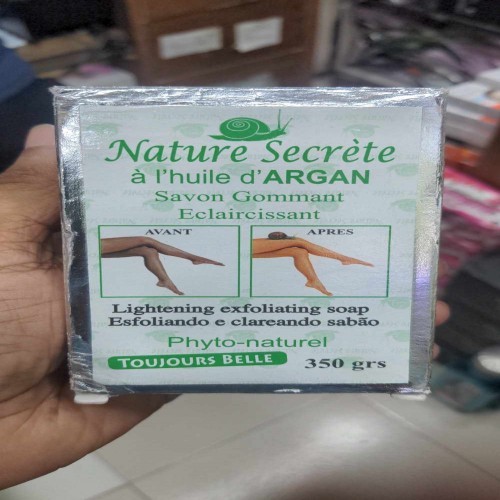 Nature Secrète
à l'huile d'ARGAN
Savon Gommant
Eclaircissant
AVANT
APRES
Lightening exfoliating soap
Esfoliando e clareando sabão
Phyto-naturel
TOUJOURS BELLE
350 grs